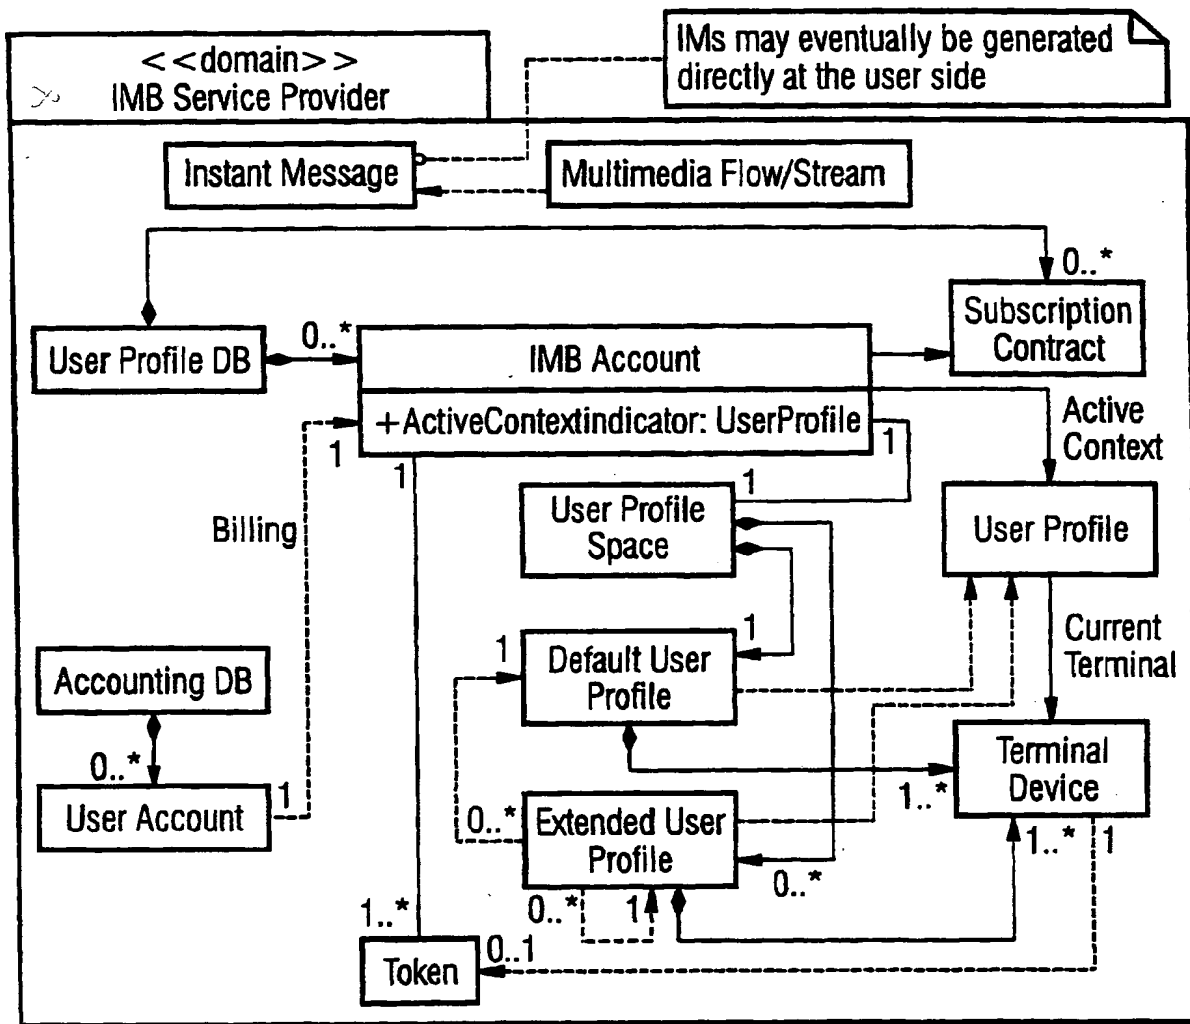 <<domain>>
IMB Service Provider
IMs may eventually be generated
directly at the user side
Instant Message
Multimedia Flow/Stream
0..*
Subscription
Contract
User Profile DB
0..*
IMB Account
+ActiveContextindicator: UserProfile
1
1
1
Active
Context
Billing
1
User Profile
Space
User Profile
1
1
Default User
Profile
Current
Terminal
Accounting DB
0..*
User Account
1
Terminal
Device
1..*
0..*
Extended User
Profile
1..*
1
0..*
0..*
1
1..*
0..1
Token